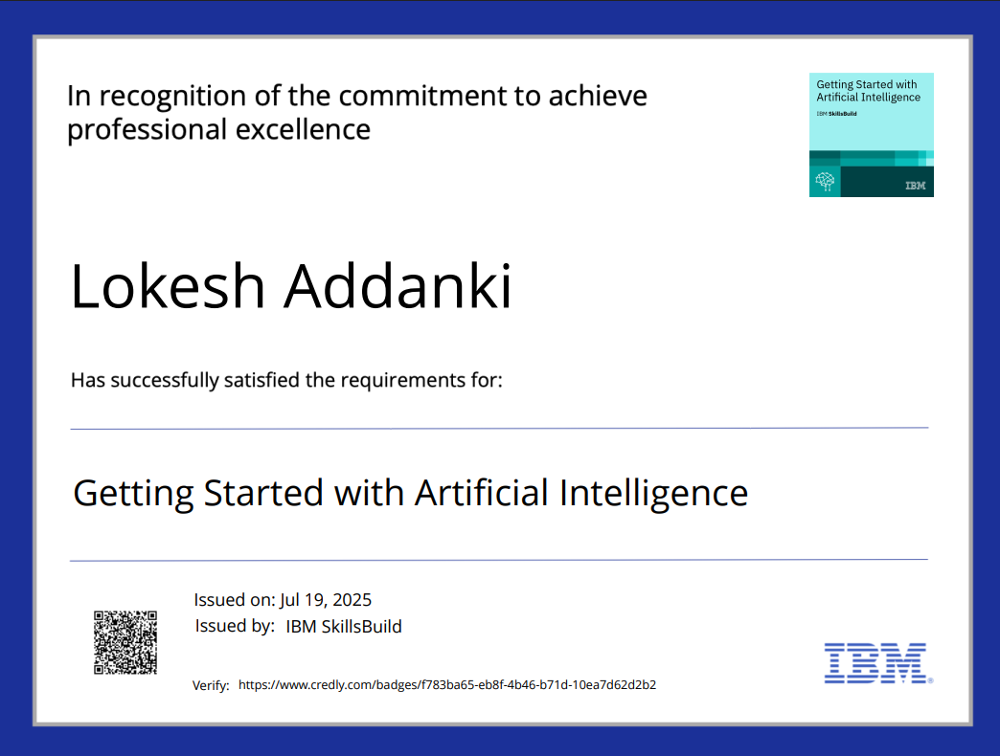 In recognition of the commitment to achieve
professional excellence
Getting Started with
Artificial Intelligence
IBM SkillsBuild
IBM
Lokesh Addanki
Has successfully satisfied the requirements for:
Getting Started with Artificial Intelligence
Issued on: Jul 19, 2025
Issued by: IBM SkillsBuild
Verify: https://www.credly.com/badges/f783ba65-eb8f-4b46-b71d-10ea7d62d2b2
IBM®